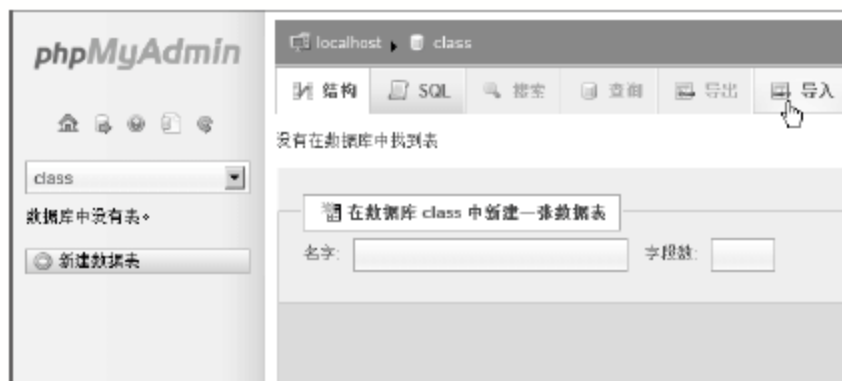 phpMyAdmin
localhost ▸ class
结构 SQL 搜索 查询 导出 导入
没有在数据库中找到表
class
数据库中没有表。
新建数据表
在数据库 class 中新建一张数据表
名字: 字段数: